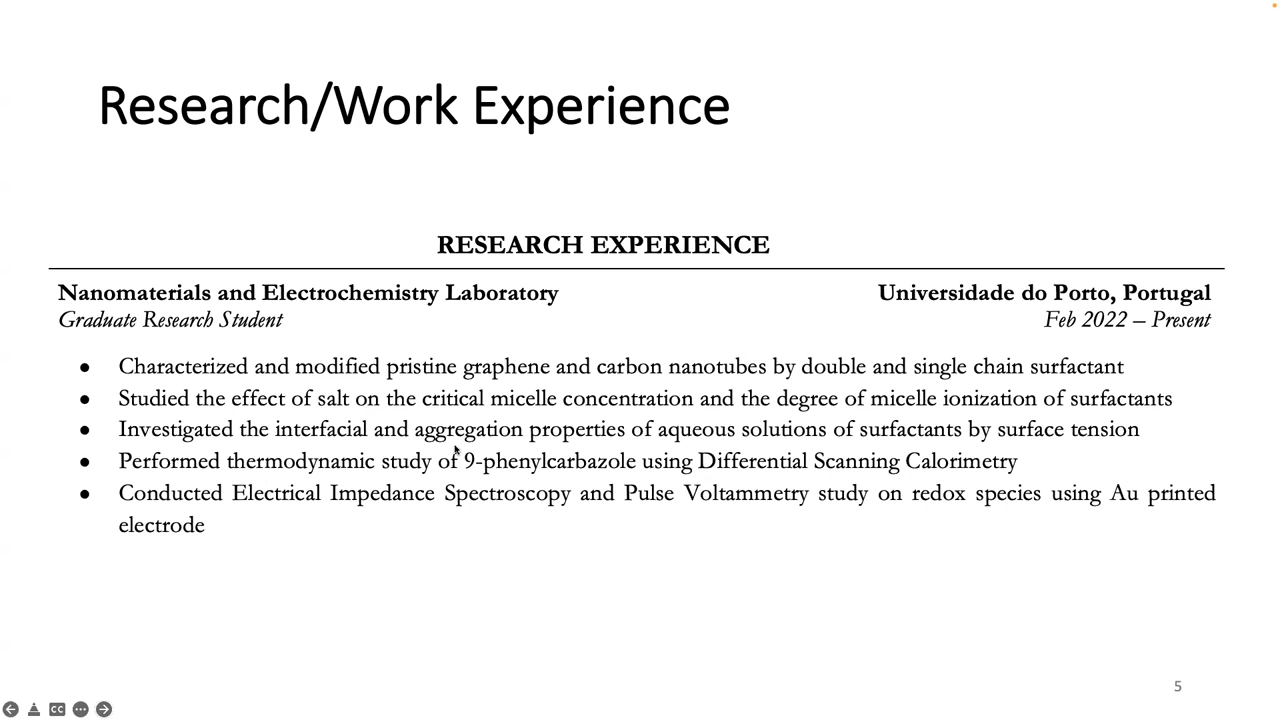 Research/Work Experience
RESEARCH EXPERIENCE
Nanomaterials and Electrochemistry Laboratory Universidade do Porto, Portugal
Graduate Research Student Feb 2022 – Present
● Characterized and modified pristine graphene and carbon nanotubes by double and single chain surfactant
● Studied the effect of salt on the critical micelle concentration and the degree of micelle ionization of surfactants
● Investigated the interfacial and aggregation properties of aqueous solutions of surfactants by surface tension
● Performed thermodynamic study of 9-phenylcarbazole using Differential Scanning Calorimetry
● Conducted Electrical Impedance Spectroscopy and Pulse Voltammetry study on redox species using Au printed
electrode
5
CC